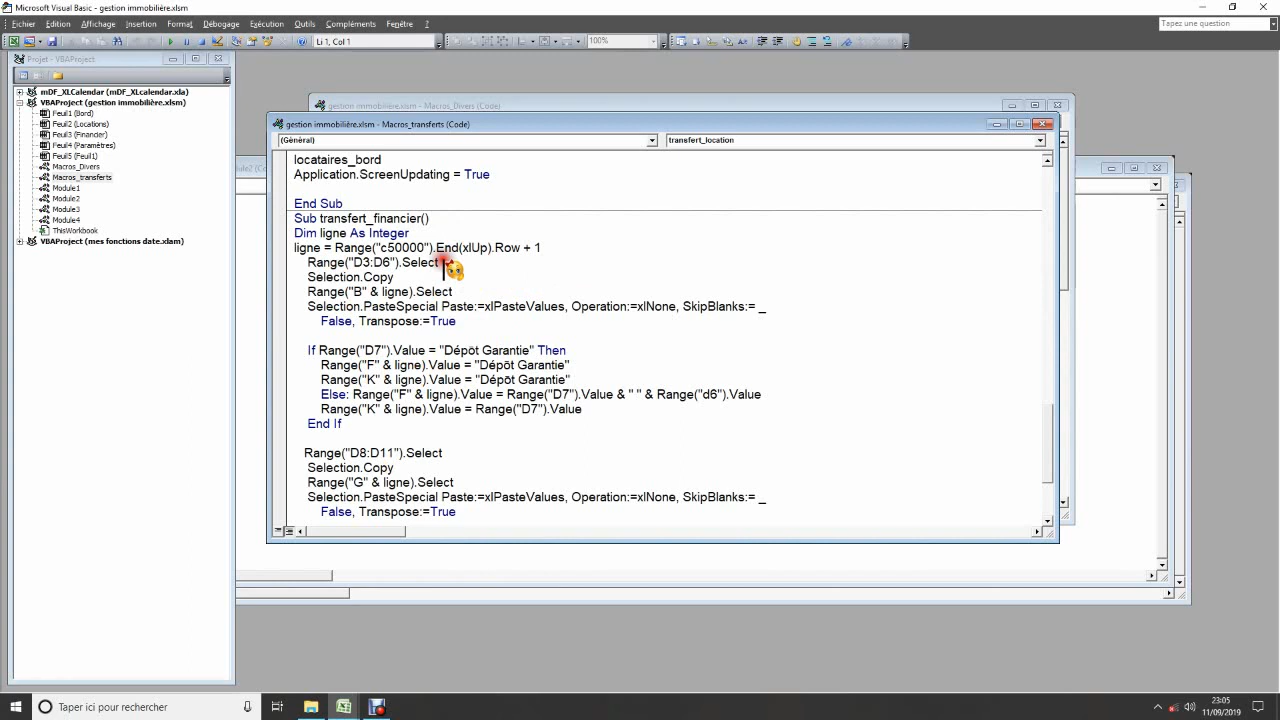 Microsoft Visual Basic - gestion immobilière.xlsm
Fichier Edition Affichage Insertion Format Débogage Exécution Outils Compléments Fenêtre ?
Tapez une question
Li 1, Col 1
100%
Projet - VBAProject
mDF_XLCalendar (mDF_XLcalendar.xla)
VBAProject (gestion immobilière.xlsm)
Feuil1 (Bord)
Feuil2 (Locations)
Feuil3 (Financier)
Feuil4 (Paramètres)
Feuil5 (Feuil1)
Macros_Divers
Macros_transferts
Module1
Module2
Module3
Module4
ThisWorkbook
VBAProject (mes fonctions date.xlam)
gestion immobilière.xlsm - Macros_Divers (Code)
gestion immobilière.xlsm - Macros_transferts (Code)
(Général)
transfert_location
locataires_bord
Application.ScreenUpdating = True
End Sub
Sub transfert_financier()
Dim ligne As Integer
ligne = Range("c50000").End(xlUp).Row + 1
Range("D3:D6").Select
Selection.Copy
Range("B" & ligne).Select
Selection.PasteSpecial Paste:=xlPasteValues, Operation:=xlNone, SkipBlanks:= _
False, Transpose:=True
If Range("D7").Value = "Dépôt Garantie" Then
Range("F" & ligne).Value = "Dépôt Garantie"
Range("K" & ligne).Value = "Dépôt Garantie"
Else: Range("F" & ligne).Value = Range("D7").Value & " " & Range("d6").Value
Range("K" & ligne).Value = Range("D7").Value
End If
Range("D8:D11").Select
Selection.Copy
Range("G" & ligne).Select
Selection.PasteSpecial Paste:=xlPasteValues, Operation:=xlNone, SkipBlanks:= _
False, Transpose:=True
Taper ici pour rechercher
23:05
11/09/2019